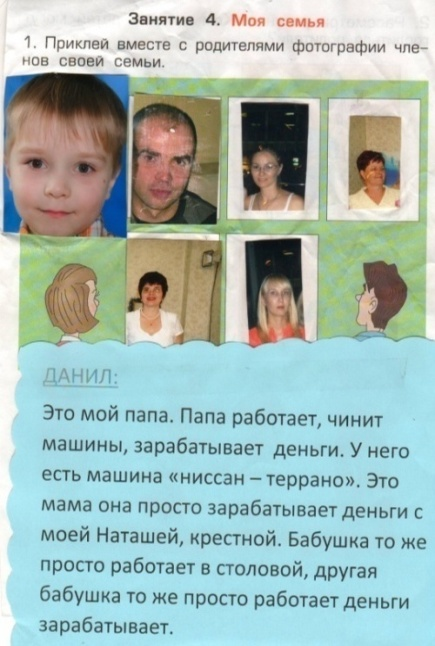 Занятие 4. Моя семья
1. Приклей вместе с родителями фотографии чле-
нов своей семьи.
ДАНИЛ:
Это мой папа. Папа работает, чинит
машины, зарабатывает деньги. У него
есть машина «ниссан – террано». Это
мама она просто зарабатывает деньги с
моей Наташей, крестной. Бабушка то же
просто работает в столовой, другая
бабушка то же просто работает деньги
зарабатывает.